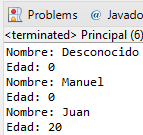 Problems @ Javado
<terminated> Principal (6)
Nombre: Desconocido
Edad: 0
Nombre: Manuel
Edad: 0
Nombre: Juan
Edad: 20